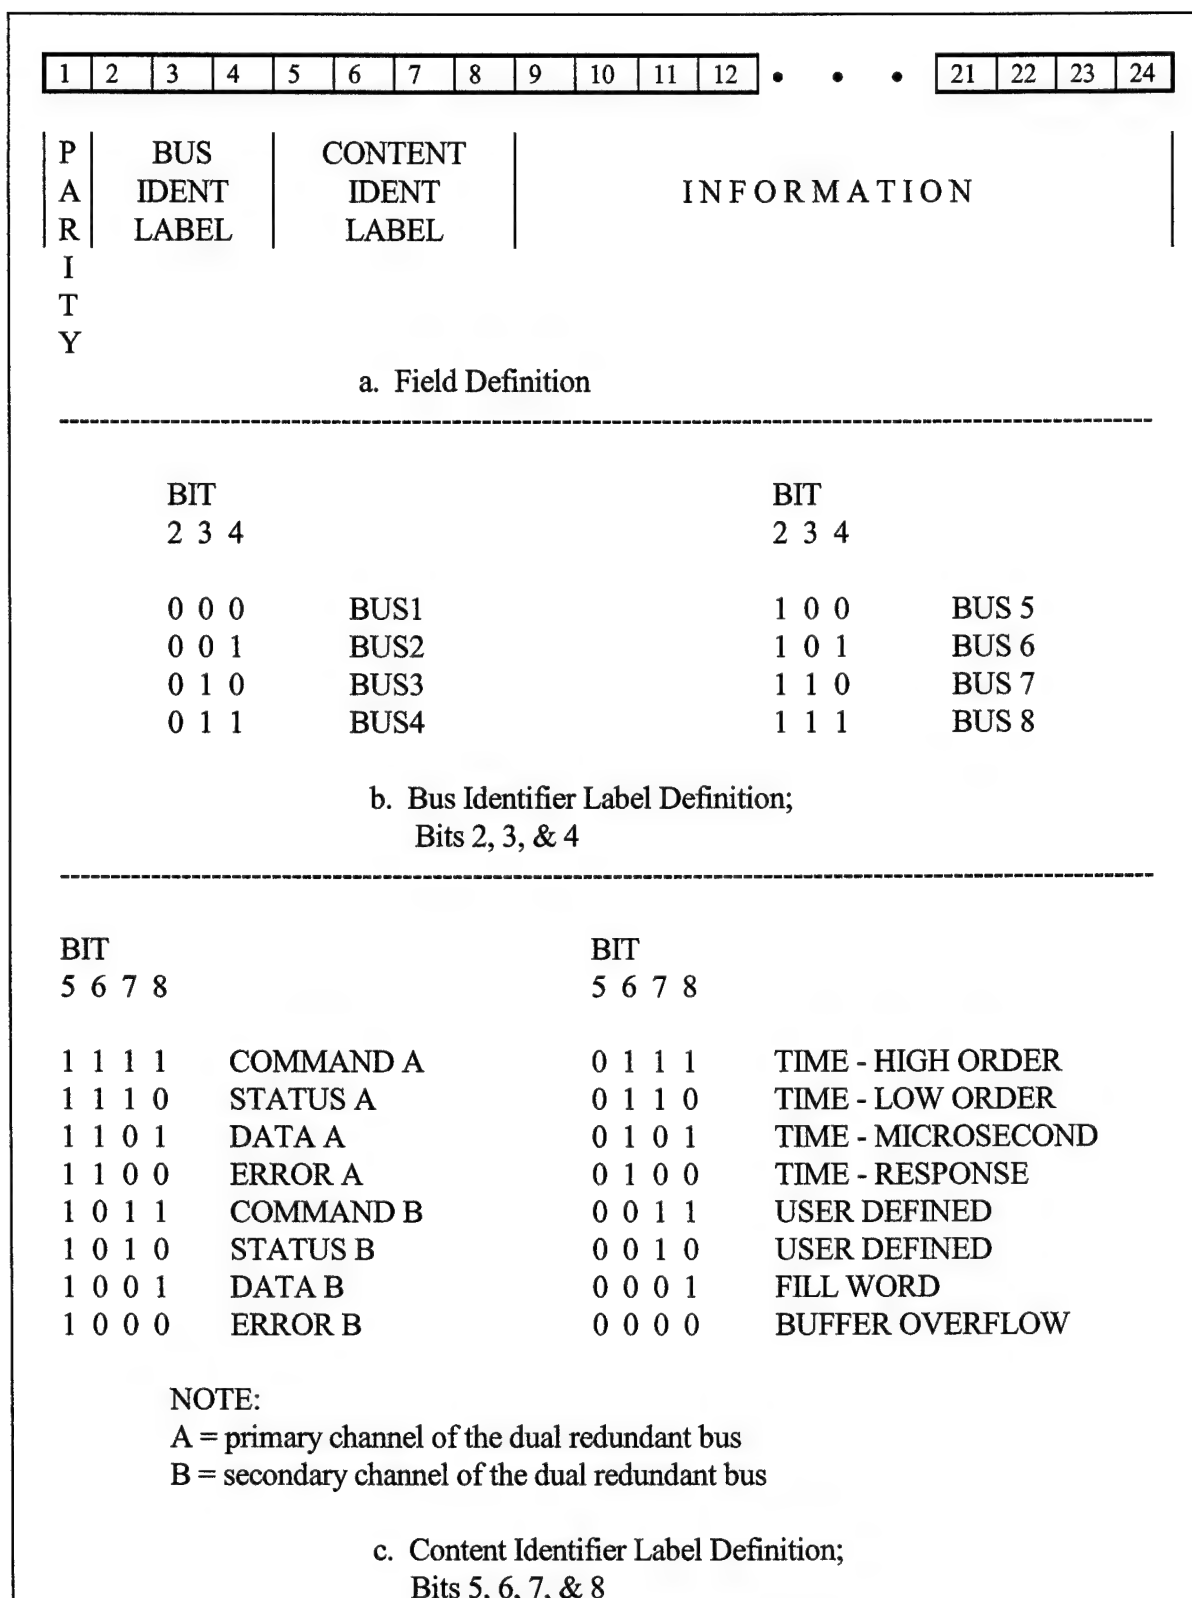 1 2 3 4 5 6 7 8 9 10 11 12 • • • 21 22 23 24
P A R I T Y
BUS IDENT LABEL
CONTENT IDENT LABEL
INFORMATION
a. Field Definition
BIT BIT
2 3 4 2 3 4
0 0 0 BUS1 1 0 0 BUS 5
0 0 1 BUS2 1 0 1 BUS 6
0 1 0 BUS3 1 1 0 BUS 7
0 1 1 BUS4 1 1 1 BUS 8
b. Bus Identifier Label Definition;
Bits 2, 3, & 4
BIT BIT
5 6 7 8 5 6 7 8
1 1 1 1 COMMAND A 0 1 1 1 TIME - HIGH ORDER
1 1 1 0 STATUS A 0 1 1 0 TIME - LOW ORDER
1 1 0 1 DATA A 0 1 0 1 TIME - MICROSECOND
1 1 0 0 ERROR A 0 1 0 0 TIME - RESPONSE
1 0 1 1 COMMAND B 0 0 1 1 USER DEFINED
1 0 1 0 STATUS B 0 0 1 0 USER DEFINED
1 0 0 1 DATA B 0 0 0 1 FILL WORD
1 0 0 0 ERROR B 0 0 0 0 BUFFER OVERFLOW
NOTE:
A = primary channel of the dual redundant bus
B = secondary channel of the dual redundant bus
c. Content Identifier Label Definition;
Bits 5, 6, 7, & 8